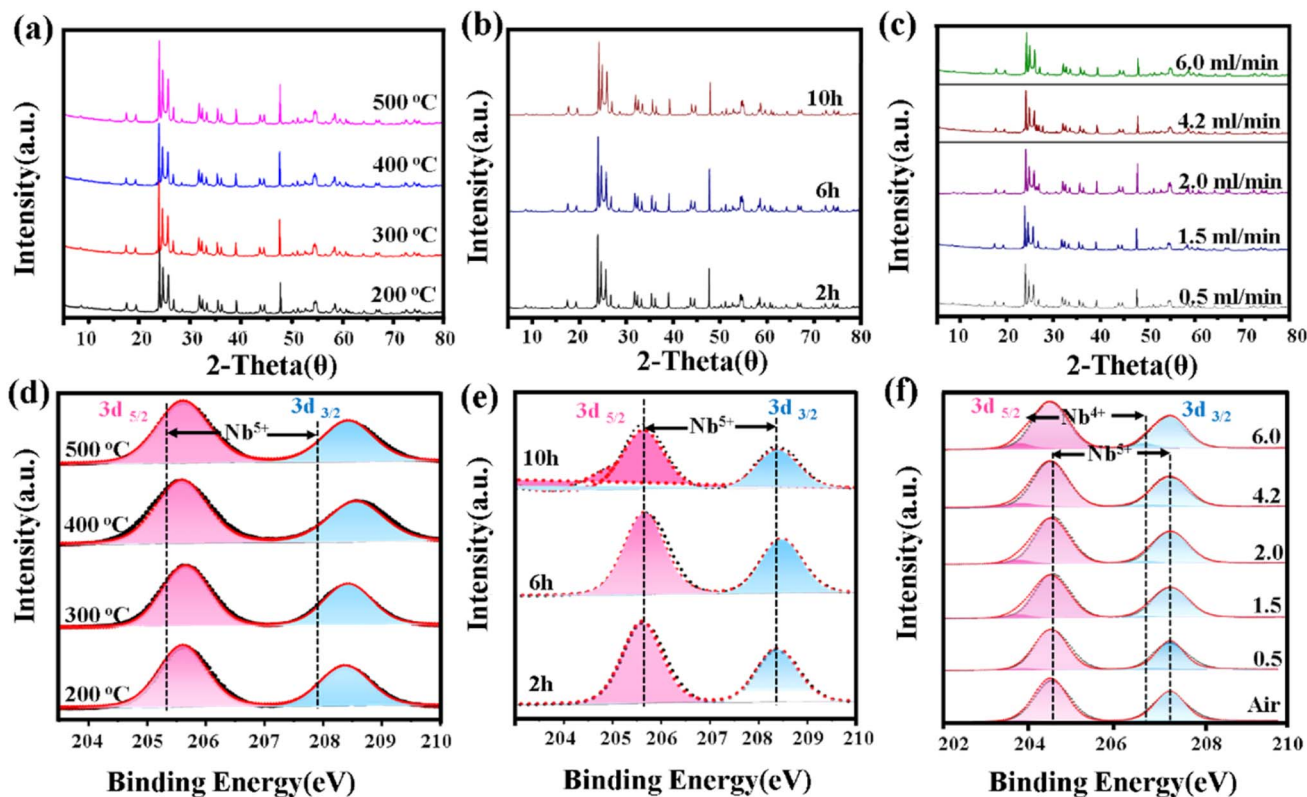 (a)
500 °C
400 °C
300 °C
200 °C
Intensity(a.u.)
10 20 30 40 50 60 70 80
2-Theta(θ)
(b)
10h
6h
2h
Intensity(a.u.)
10 20 30 40 50 60 70 80
2-Theta(θ)
(c)
6.0 ml/min
4.2 ml/min
2.0 ml/min
1.5 ml/min
0.5 ml/min
Intensity(a.u.)
10 20 30 40 50 60 70 80
2-Theta(θ)
(d)
3d 5/2
3d 3/2
Nb5+
500 °C
400 °C
300 °C
200 °C
Intensity(a.u.)
204 205 206 207 208 209 210
Binding Energy(eV)
(e)
3d 5/2
3d 3/2
Nb5+
10h
6h
2h
Intensity(a.u.)
204 205 206 207 208 209 210
Binding Energy(eV)
(f)
3d 5/2
Nb4+
3d 3/2
Nb5+
6.0
4.2
2.0
1.5
0.5
Air
Intensity(a.u.)
202 204 206 208 210
Binding Energy(eV)